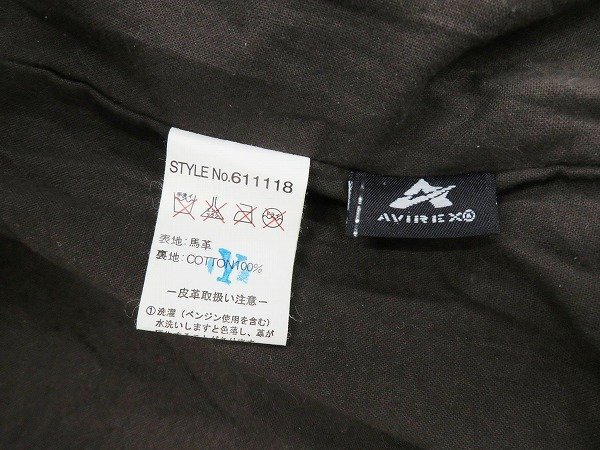 STYLE No.611118
表地:馬革
裏地:COTTON100%
ー皮革取扱い注意ー
①洗濯(ベンジン使用を含む)
水洗いしますと色落し、革が
AVIREX